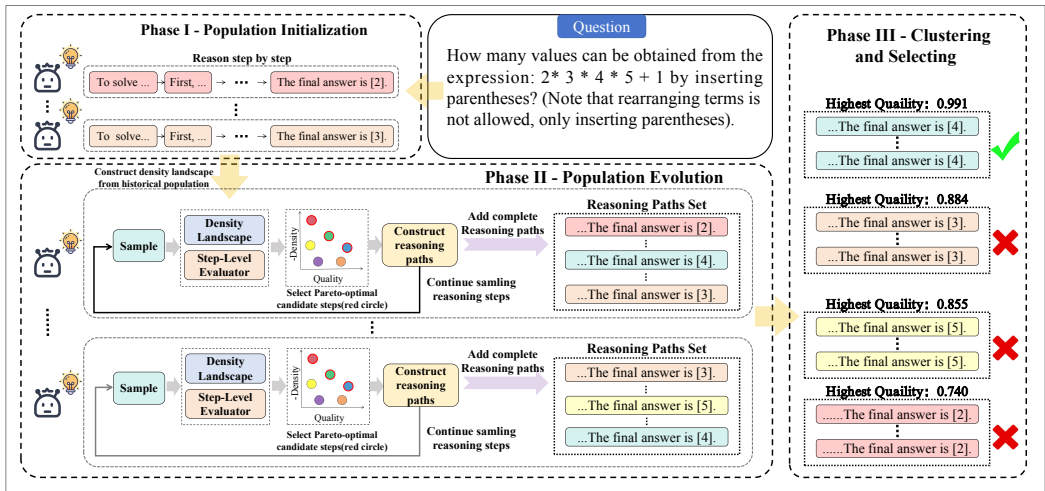 Phase I - Population Initialization
Reason step by step
To solve ...
First, ...
...
The final answer is [2].
To solve...
First, ...
...
The final answer is [3].
Question
How many values can be obtained from the
expression: 2* 3 * 4 * 5 + 1 by inserting
parentheses? (Note that rearranging terms is
not allowed, only inserting parentheses).
Construct density landscape
from historical population
Phase II - Population Evolution
Sample
Density
Landscape
Step-Level
Evaluator
-Density
Quality
Select Pareto-optimal
candidate steps(red circle)
Construct
reasoning
paths
Add complete
Reasoning paths
Continue samling
reasoning steps
Reasoning Paths Set
...The final answer is [2].
...The final answer is [4].
...The final answer is [3].
Sample
Density
Landscape
Step-Level
Evaluator
-Density
Quality
Select Pareto-optimal
candidate steps(red circle)
Construct
reasoning
paths
Add complete
Reasoning paths
Continue samling
reasoning steps
Reasoning Paths Set
...The final answer is [3].
...The final answer is [5].
...The final answer is [4].
Phase III - Clustering
and Selecting
Highest Quaility: 0.991
...The final answer is [4].
...The final answer is [4].
Highest Quaility: 0.884
...The final answer is [3].
...The final answer is [3].
Highest Quaility: 0.855
...The final answer is [5].
...The final answer is [5].
Highest Quaility: 0.740
......The final answer is [2].
......The final answer is [2].